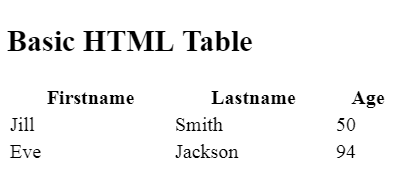 Basic HTML Table
Firstname Lastname Age
Jill Smith 50
Eve Jackson 94